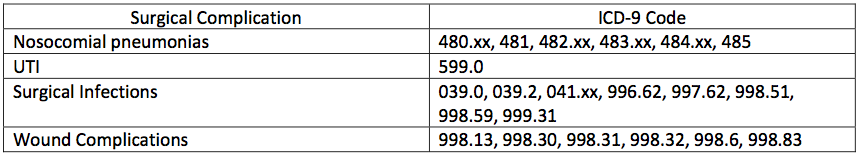 Surgical Complication ICD-9 Code
Nosocomial pneumonias 480.xx, 481, 482.xx, 483.xx, 484.xx, 485
UTI 599.0
Surgical Infections 039.0, 039.2, 041.xx, 996.62, 997.62, 998.51,
998.59, 999.31
Wound Complications 998.13, 998.30, 998.31, 998.32, 998.6, 998.83